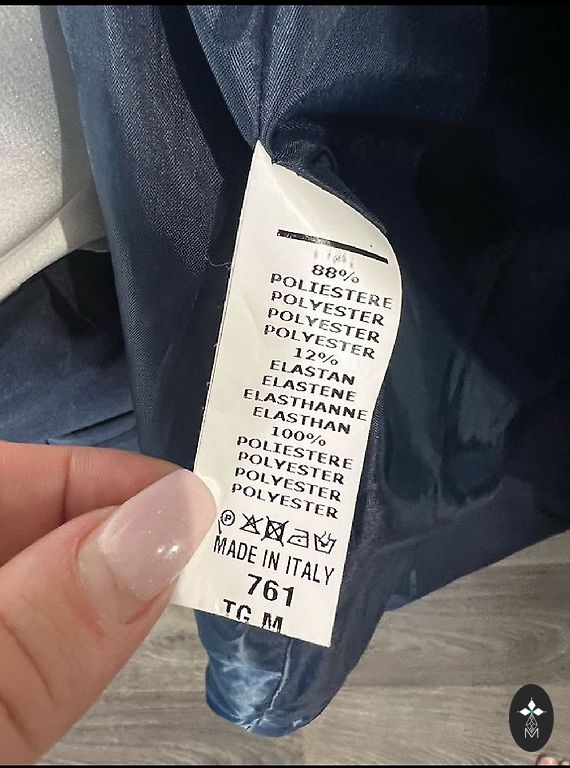 88%
POLIESTERE
POLYESTER
POLYESTER
POLYESTER
12%
ELASTAN
ELASTENE
ELASTHANNE
ELASTHAN
100%
POLIESTERE
POLYESTER
POLYESTER
POLYESTER
P
MADE IN ITALY
761
TG M